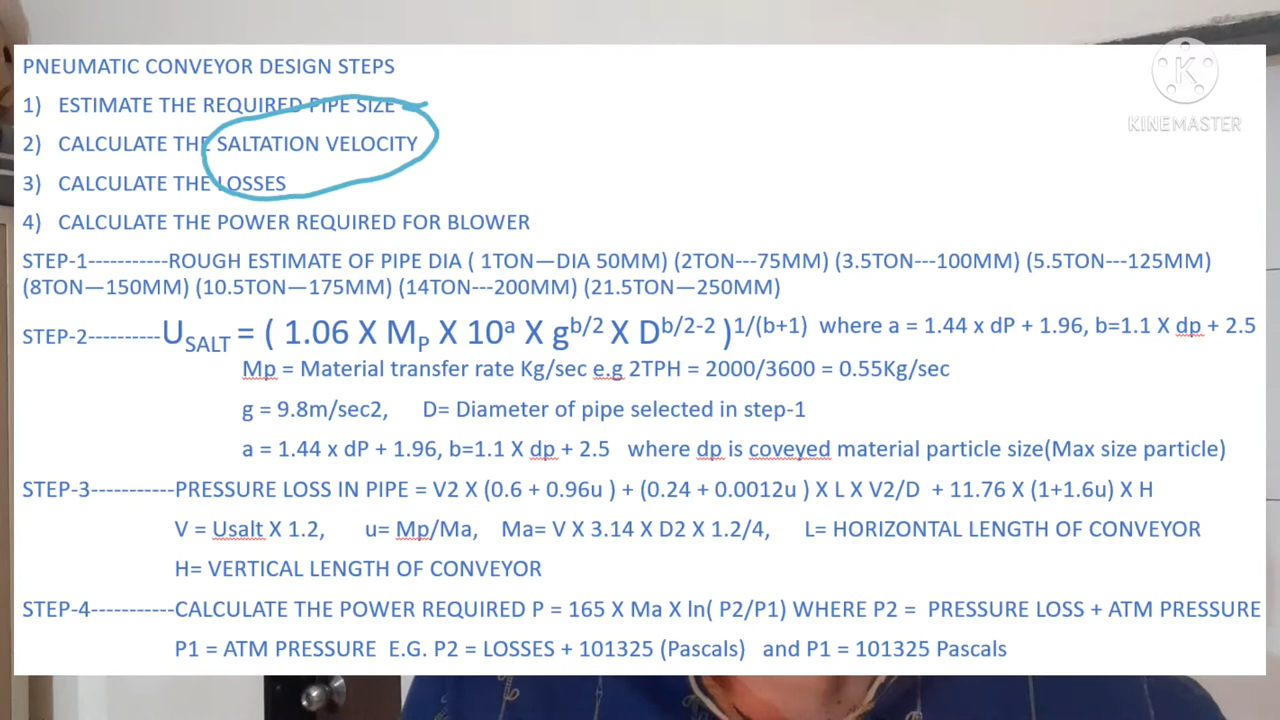 PNEUMATIC CONVEYOR DESIGN STEPS
1) ESTIMATE THE REQUIRED PIPE SIZE
2) CALCULATE THE SALTATION VELOCITY
3) CALCULATE THE LOSSES
4) CALCULATE THE POWER REQUIRED FOR BLOWER
STEP-1-----------ROUGH ESTIMATE OF PIPE DIA ( 1TON—DIA 50MM) (2TON---75MM) (3.5TON---100MM) (5.5TON---125MM)
(8TON—150MM) (10.5TON—175MM) (14TON---200MM) (21.5TON—250MM)
STEP-2----------U_SALT = ( 1.06 X M_P X 10^a X g^b/2 X D^b/2-2 )^1/(b+1) where a = 1.44 x dP + 1.96, b=1.1 X dp + 2.5
Mp = Material transfer rate Kg/sec e.g 2TPH = 2000/3600 = 0.55Kg/sec
g = 9.8m/sec2, D= Diameter of pipe selected in step-1
a = 1.44 x dP + 1.96, b=1.1 X dp + 2.5 where dp is coveyed material particle size(Max size particle)
STEP-3-----------PRESSURE LOSS IN PIPE = V2 X (0.6 + 0.96u ) + (0.24 + 0.0012u ) X L X V2/D + 11.76 X (1+1.6u) X H
V = Usalt X 1.2, u= Mp/Ma, Ma= V X 3.14 X D2 X 1.2/4, L= HORIZONTAL LENGTH OF CONVEYOR
H= VERTICAL LENGTH OF CONVEYOR
STEP-4-----------CALCULATE THE POWER REQUIRED P = 165 X Ma X ln( P2/P1) WHERE P2 = PRESSURE LOSS + ATM PRESSURE
P1 = ATM PRESSURE E.G. P2 = LOSSES + 101325 (Pascals) and P1 = 101325 Pascals
K
KINEMASTER